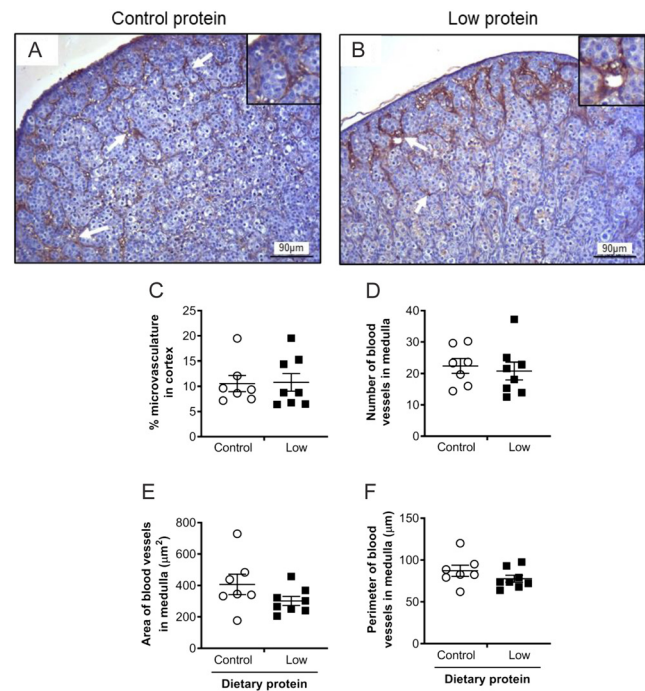 Control protein
Low protein
A
B
90μm
90μm
C
D
% microvasculature
in cortex
25
20
15
10
5
0
Control
Low
Number of blood
vessels in medulla
40
30
20
10
0
Control
Low
E
F
Area of blood vessels
in medulla (μm²)
800
600
400
200
0
Control
Low
Dietary protein
Perimeter of blood
vessels in medulla (μm)
150
100
50
0
Control
Low
Dietary protein